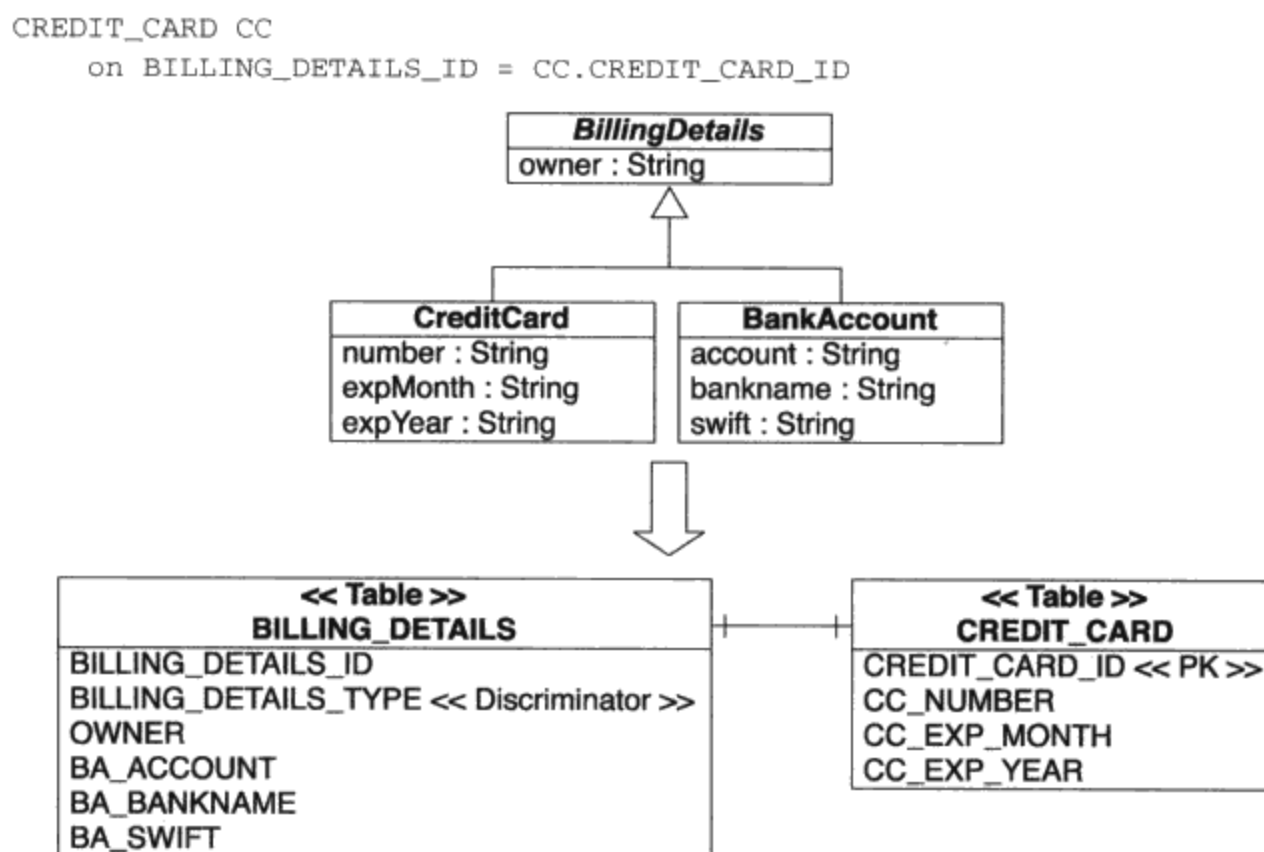 CREDIT_CARD CC
on BILLING_DETAILS_ID = CC.CREDIT_CARD_ID
BillingDetails
owner : String
CreditCard
number : String
expMonth : String
expYear : String
BankAccount
account : String
bankname : String
swift : String
<< Table >>
BILLING_DETAILS
BILLING_DETAILS_ID
BILLING_DETAILS_TYPE << Discriminator >>
OWNER
BA_ACCOUNT
BA_BANKNAME
BA_SWIFT
<< Table >>
CREDIT_CARD
CREDIT_CARD_ID << PK >>
CC_NUMBER
CC_EXP_MONTH
CC_EXP_YEAR